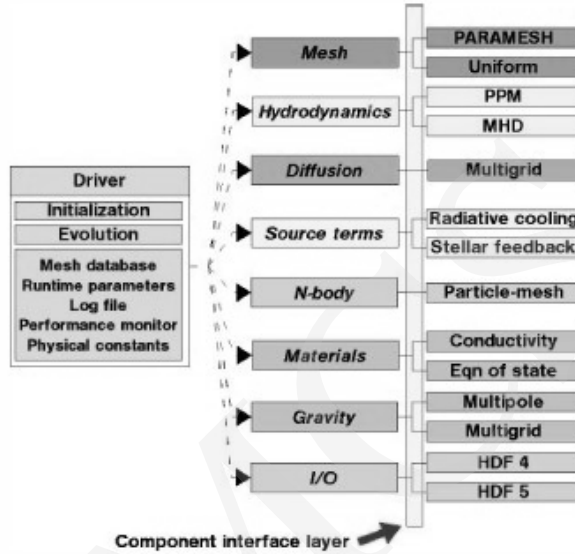 Driver
Initialization
Evolution
Mesh database
Runtime parameters
Log file
Performance monitor
Physical constants
Mesh
Hydrodynamics
Diffusion
Source terms
N-body
Materials
Gravity
I/O
PARAMESH
Uniform
PPM
MHD
Multigrid
Radiative cooling
Stellar feedback
Particle-mesh
Conductivity
Eqn of state
Multipole
Multigrid
HDF 4
HDF 5
Component interface layer